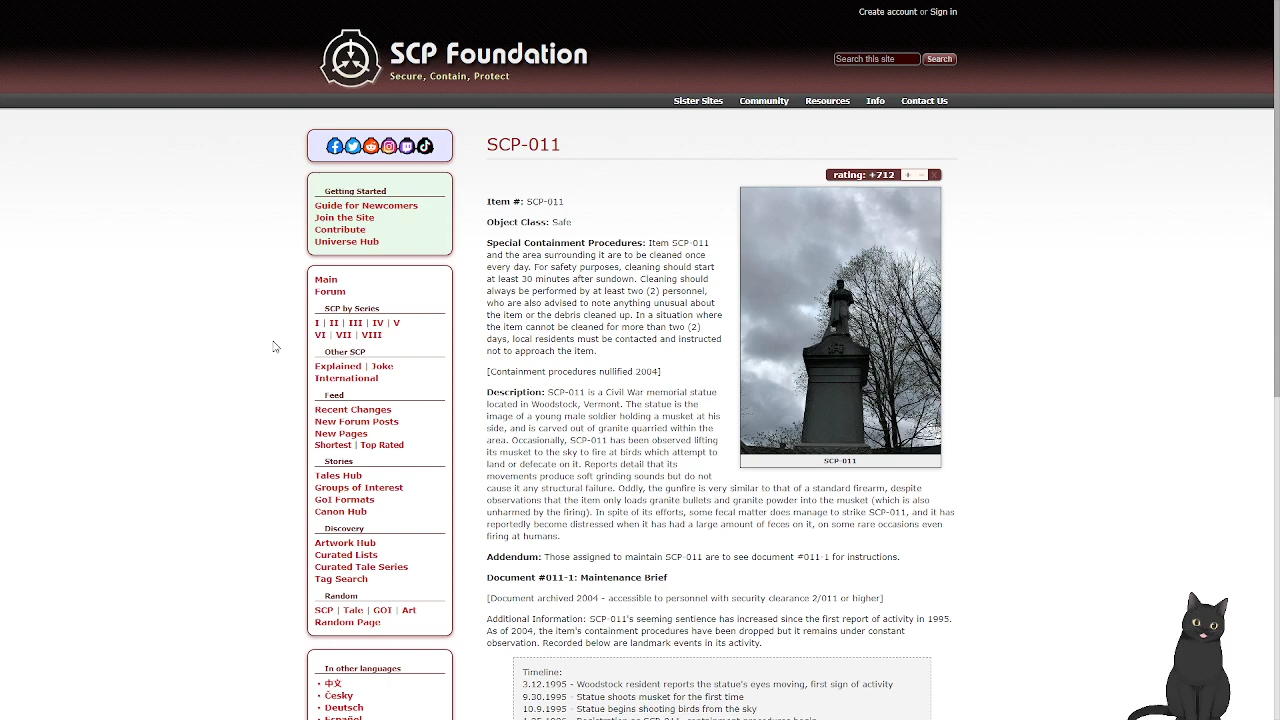 Create account or Sign in
SCP Foundation
Secure, Contain, Protect
Search this site
Search
Sister Sites Community Resources Info Contact Us
Getting Started
Guide for Newcomers
Join the Site
Contribute
Universe Hub
Main
Forum
SCP by Series
I | II | III | IV | V
VI | VII | VIII
Other SCP
Explained | Joke
International
Feed
Recent Changes
New Forum Posts
New Pages
Shortest | Top Rated
Stories
Tales Hub
Groups of Interest
GoI Formats
Canon Hub
Discovery
Artwork Hub
Curated Lists
Curated Tale Series
Tag Search
Random
SCP | Tale | GOI | Art
Random Page
In other languages
中文
Česky
Deutsch
Español
SCP-011
rating: +712 + – X
Item #: SCP-011
Object Class: Safe
Special Containment Procedures: Item SCP-011
and the area surrounding it are to be cleaned once
every day. For safety purposes, cleaning should start
at least 30 minutes after sundown. Cleaning should
always be performed by at least two (2) personnel,
who are also advised to note anything unusual about
the item or the debris cleaned up. In a situation where
the item cannot be cleaned for more than two (2)
days, local residents must be contacted and instructed
not to approach the item.
[Containment procedures nullified 2004]
Description: SCP-011 is a Civil War memorial statue
located in Woodstock, Vermont. The statue is the
image of a young male soldier holding a musket at his
side, and is carved out of granite quarried within the
area. Occasionally, SCP-011 has been observed lifting
its musket to the sky to fire at birds which attempt to
land or defecate on it. Reports detail that its
movements produce soft grinding sounds but do not
cause it any structural failure. Oddly, the gunfire is very similar to that of a standard firearm, despite
observations that the item only loads granite bullets and granite powder into the musket (which is also
unharmed by the firing). In spite of its efforts, some fecal matter does manage to strike SCP-011, and it has
reportedly become distressed when it has had a large amount of feces on it, on some rare occasions even
firing at humans.
SCP-011
Addendum: Those assigned to maintain SCP-011 are to see document #011-1 for instructions.
Document #011-1: Maintenance Brief
[Document archived 2004 - accessible to personnel with security clearance 2/011 or higher]
Additional Information: SCP-011's seeming sentience has increased since the first report of activity in 1995.
As of 2004, the item's containment procedures have been dropped but it remains under constant
observation. Recorded below are landmark events in its activity.
Timeline:
3.12.1995 - Woodstock resident reports the statue's eyes moving, first sign of activity
9.30.1995 - Statue shoots musket for the first time
10.9.1995 - Statue begins shooting birds from the sky